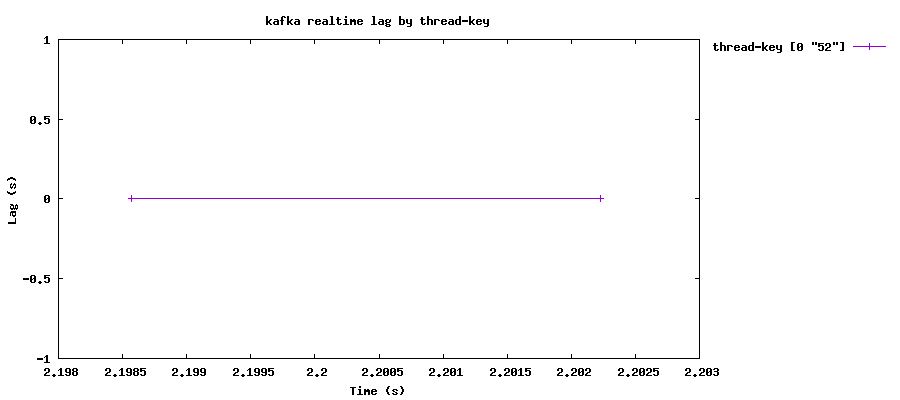 kafka realtime lag by thread-key
thread-key [0 "52"]
1
0.5
0
-0.5
-1
Lag (s)
2.198 2.1985 2.199 2.1995 2.2 2.2005 2.201 2.2015 2.202 2.2025 2.203
Time (s)